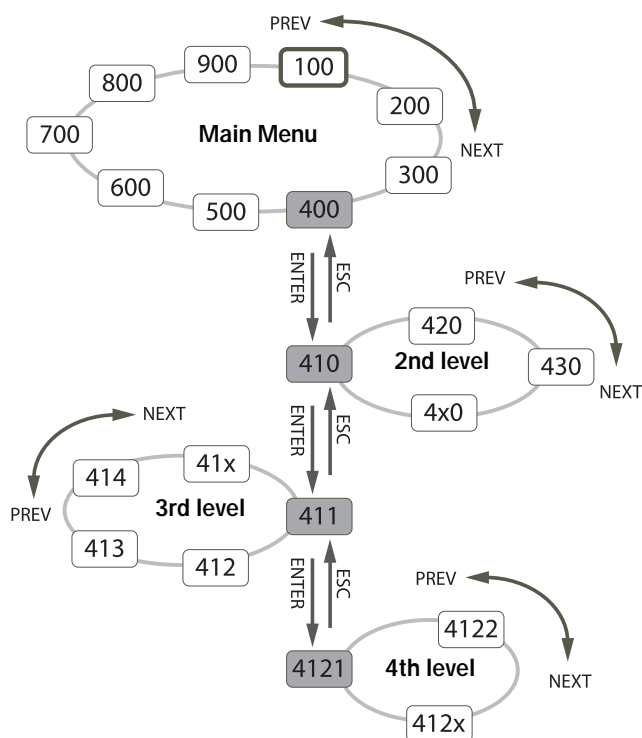 PREV
900
100
800
200
700
Main Menu
NEXT
600
300
500
400
ENTER
ESC
PREV
420
410
2nd level
430
NEXT
4x0
ENTER
ESC
NEXT
41x
414
3rd level
411
PREV
413
412
ENTER
ESC
PREV
4122
4121
4th level
NEXT
412x